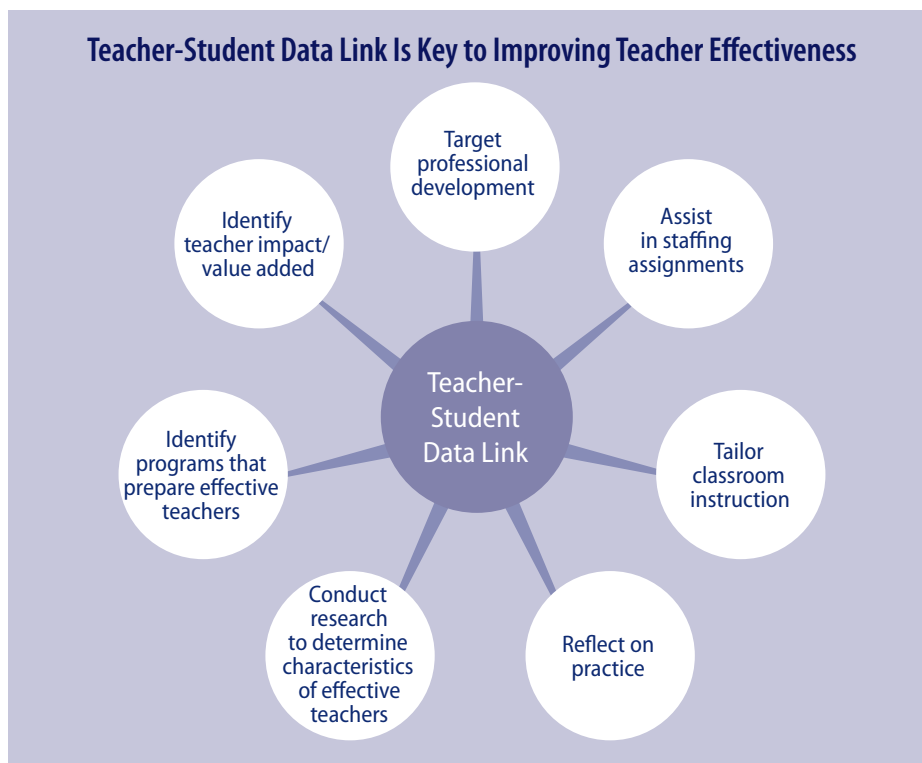 Teacher-Student Data Link Is Key to Improving Teacher Effectiveness
Target
professional
development
Assist
in staffing
assignments
Tailor
classroom
instruction
Reflect on
practice
Conduct
research
to determine
characteristics
of effective
teachers
Identify
programs that
prepare effective
teachers
Identify
teacher impact/
value added
Teacher-
Student
Data Link